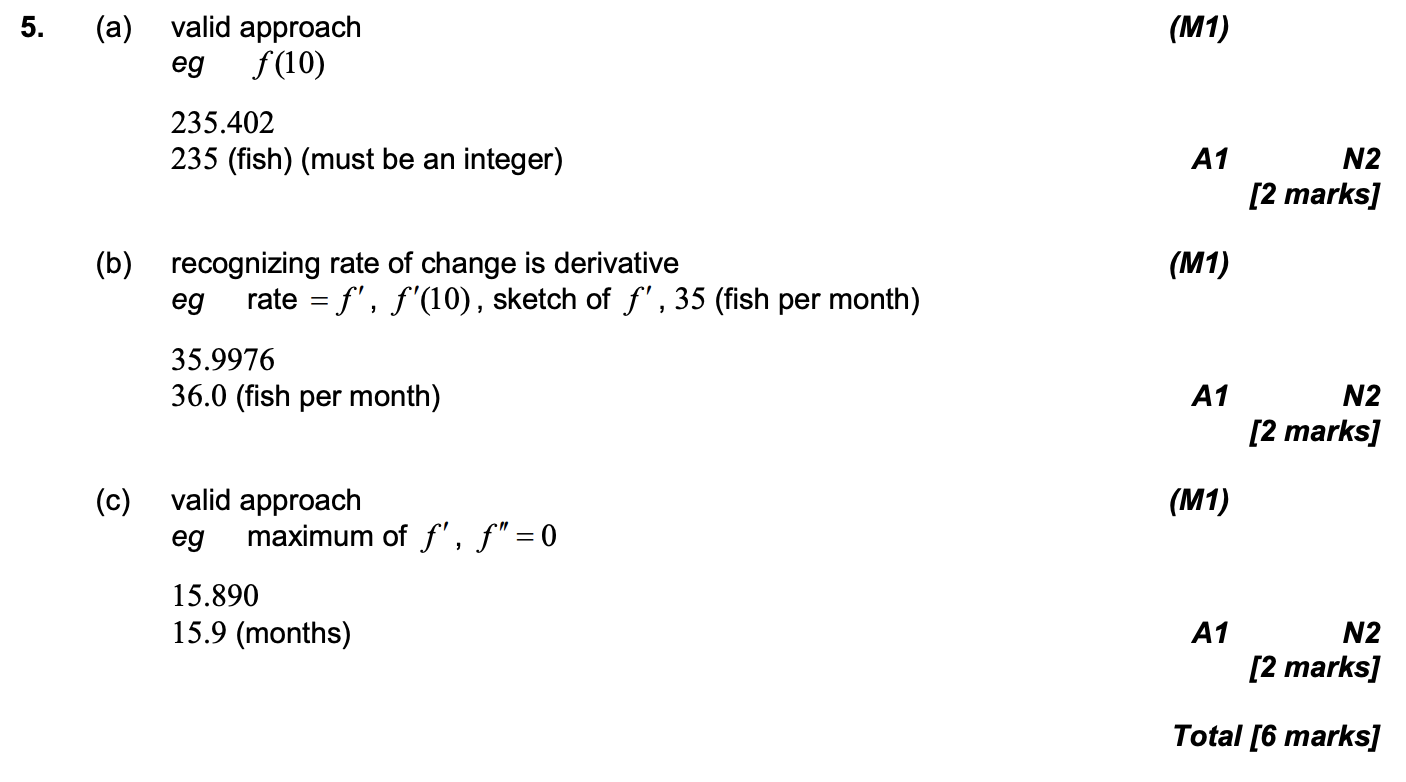 5. (a) valid approach (M1)
eg f(10)
235.402
235 (fish) (must be an integer) A1 N2
[2 marks]
(b) recognizing rate of change is derivative (M1)
eg rate = f′, f′(10), sketch of f′, 35 (fish per month)
35.9976
36.0 (fish per month) A1 N2
[2 marks]
(c) valid approach (M1)
eg maximum of f′, f″ = 0
15.890
15.9 (months) A1 N2
[2 marks]
Total [6 marks]